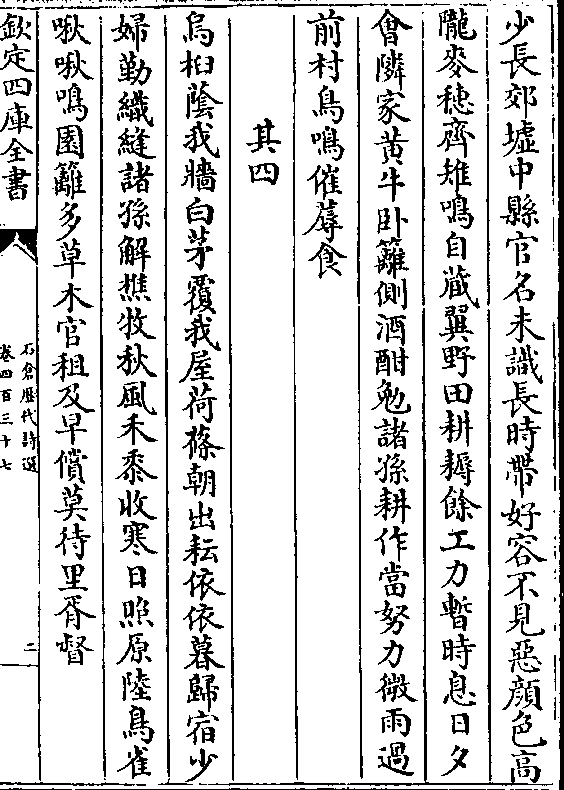 少長郊墟中縣官名未識長時帶好容不見惡顔色高
隴麥穗齊雉鳴自藏翼野田耕耨餘工力暫時息日夕
會隣家黄牛卧籬側酒酣勉諸孫耕作當努力微雨過
前村鳥鳴催蓐食
其四
烏桕蔭我牆白茅覆我屋荷蓧朝出耘依依暮歸宿少
婦勤織縫諸孫解樵牧秋風禾黍收寒日照原陸鳥雀
啾啾鳴園籬多草木官租及早償莫待里胥督
欽定四庫全書
石倉歷代詩選
卷四百三十七
二